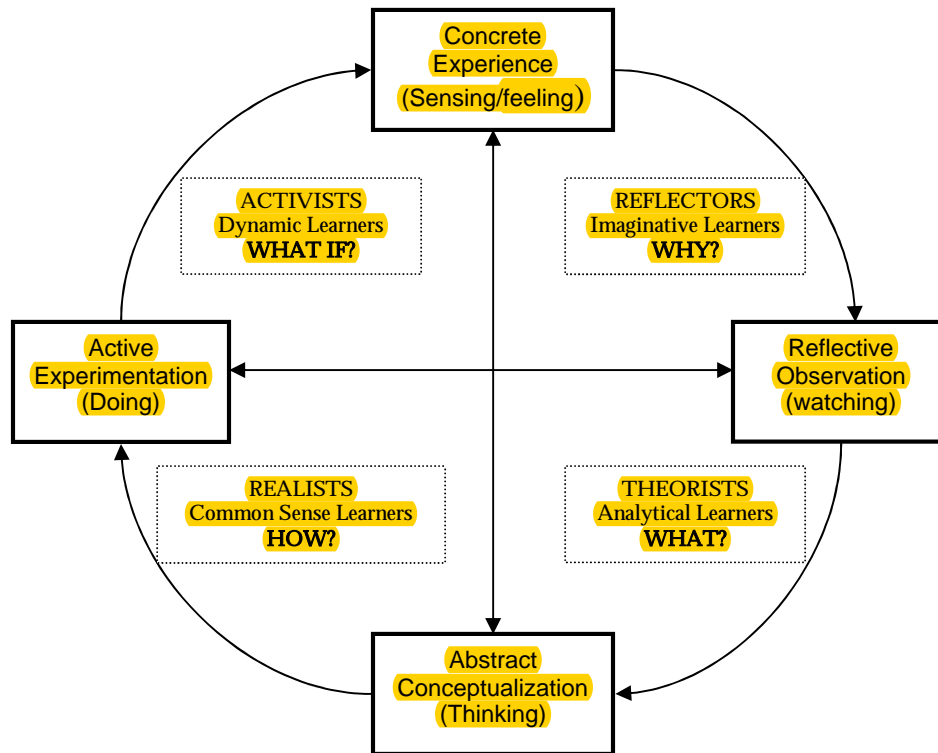 Concrete
Experience
(Sensing/feeling)
ACTIVISTS
Dynamic Learners
WHAT IF?
REFLECTORS
Imaginative Learners
WHY?
Active
Experimentation
(Doing)
Reflective
Observation
(watching)
REALISTS
Common Sense Learners
HOW?
THEORISTS
Analytical Learners
WHAT?
Abstract
Conceptualization
(Thinking)